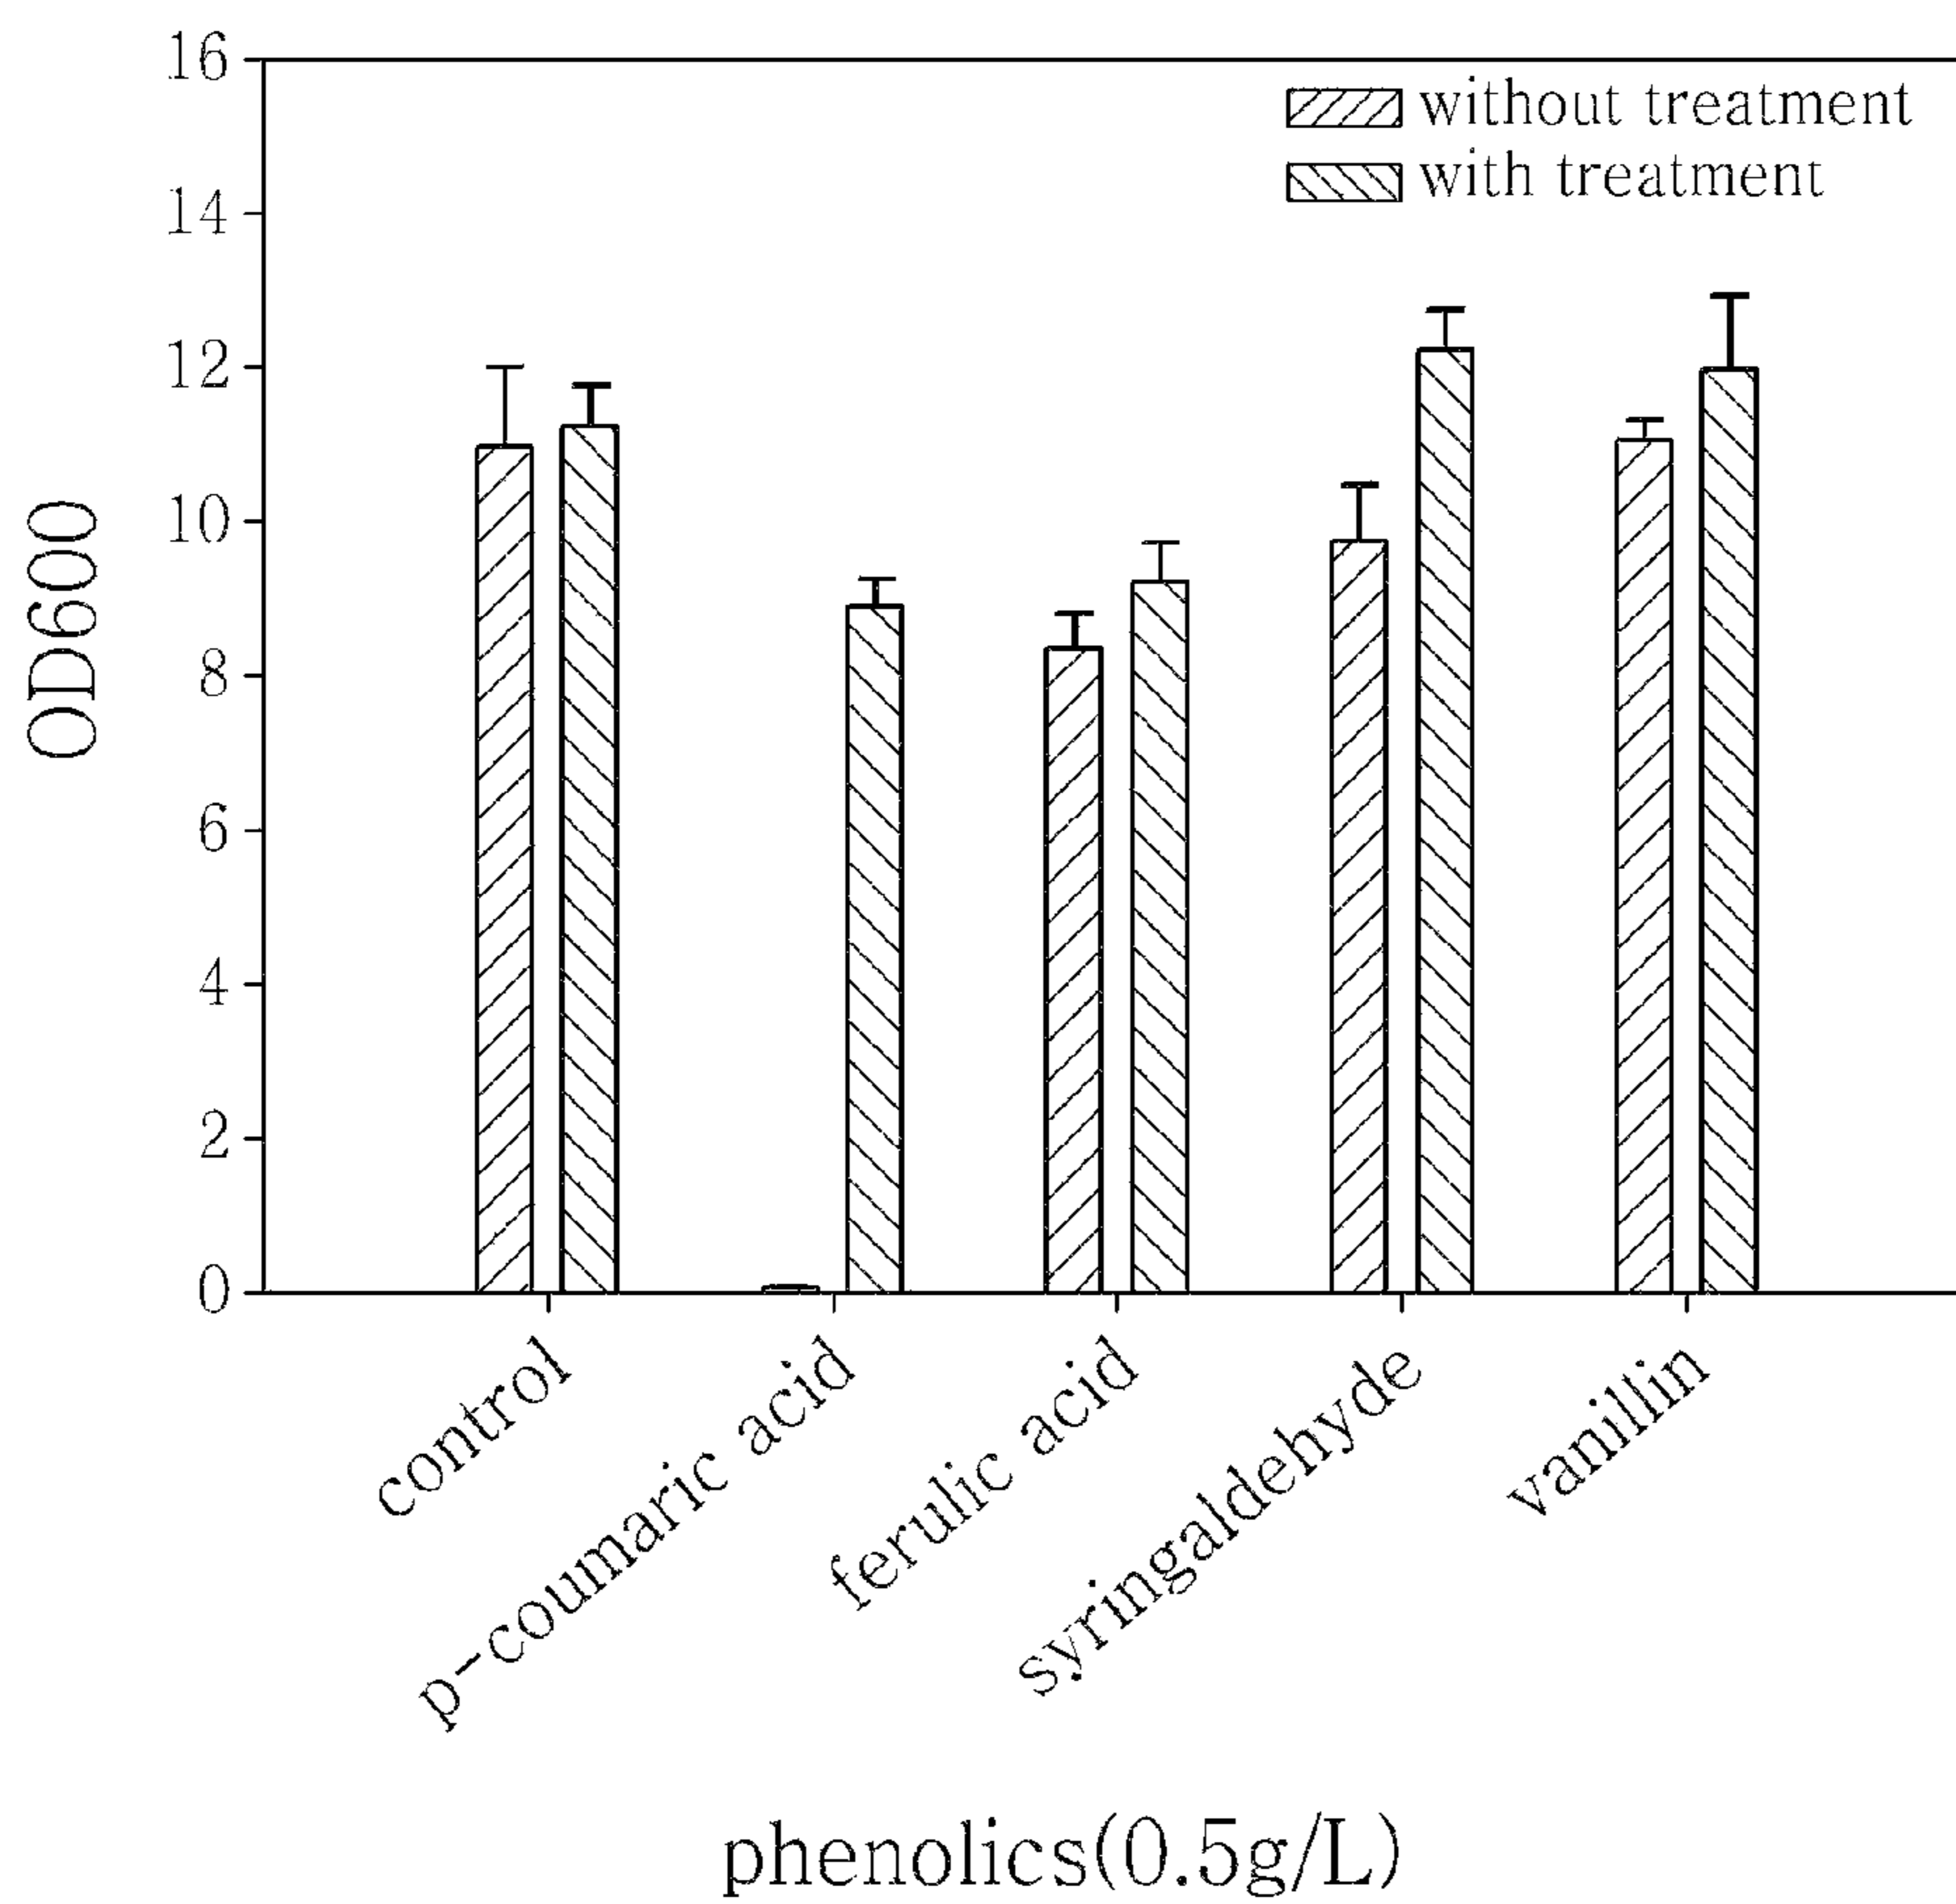 16
14
12
10
8
6
4
2
0
OD600
without treatment
with treatment
control
p-coumaric acid
ferulic acid
syringaldehyde
vanillin
phenolics(0.5g/L)